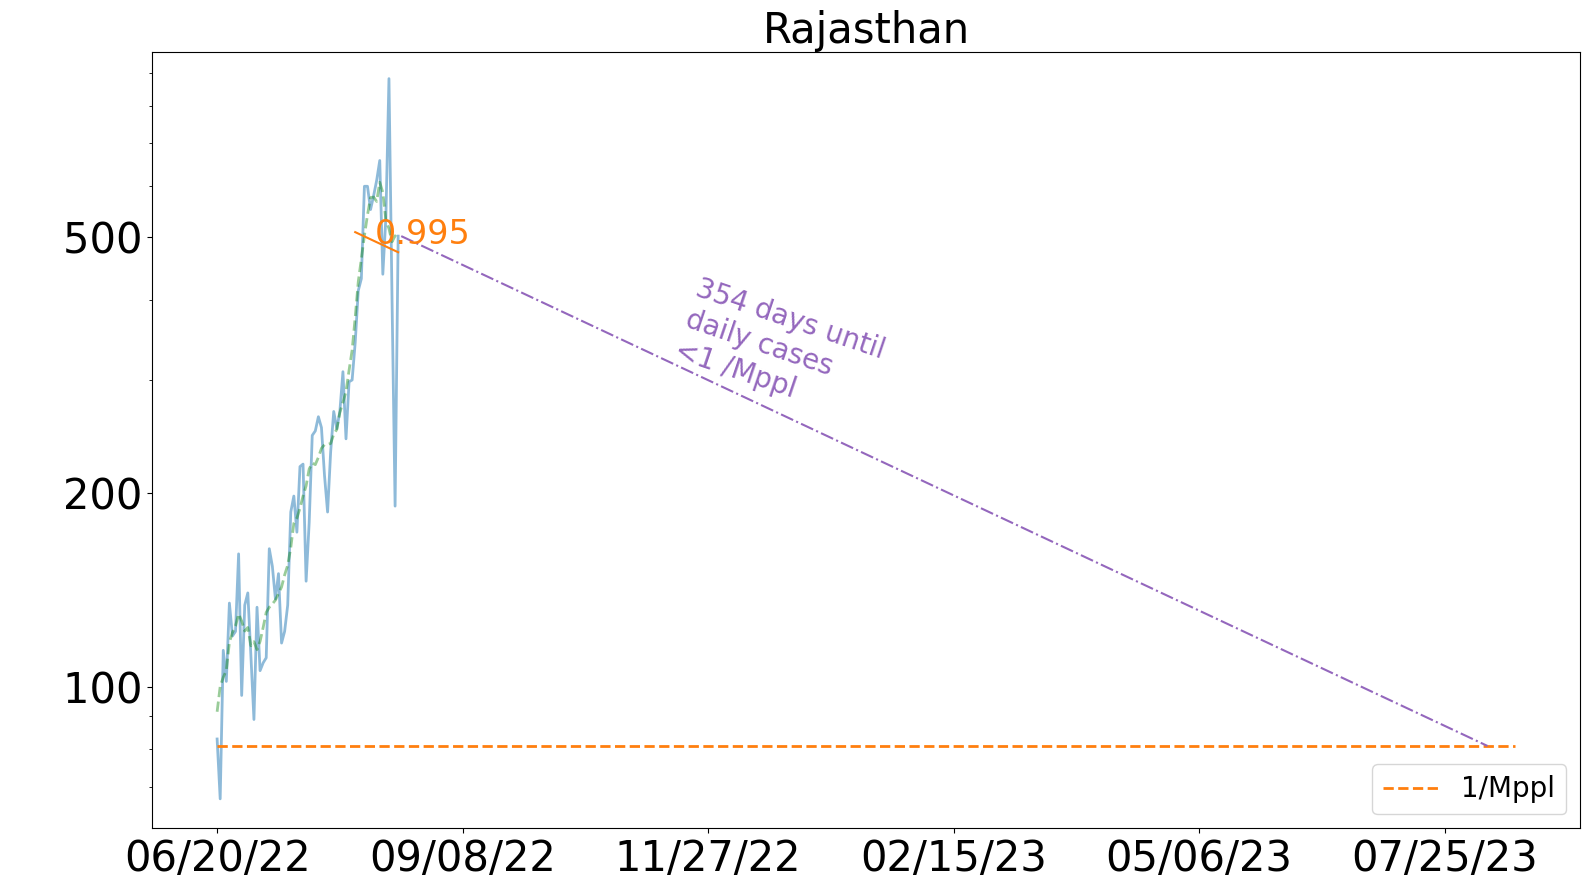 Rajasthan
500
200
100
0.995
354 days until
daily cases
<1 /Mppl
1/Mppl
06/20/22
09/08/22
11/27/22
02/15/23
05/06/23
07/25/23